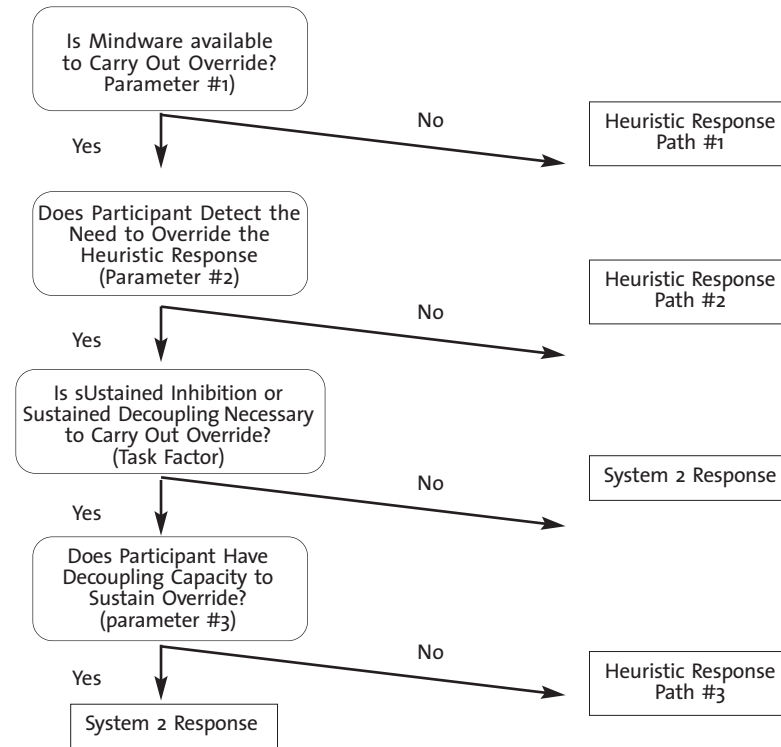 Is Mindware available
to Carry Out Override?
Parameter #1)
No
Yes
Heuristic Response
Path #1
Does Participant Detect the
Need to Override the
Heuristic Response
(Parameter #2)
No
Yes
Heuristic Response
Path #2
Is sUstained Inhibition or
Sustained Decoupling Necessary
to Carry Out Override?
(Task Factor)
No
Yes
System 2 Response
Does Participant Have
Decoupling Capacity to
Sustain Override?
(parameter #3)
No
Yes
Heuristic Response
Path #3
System 2 Response